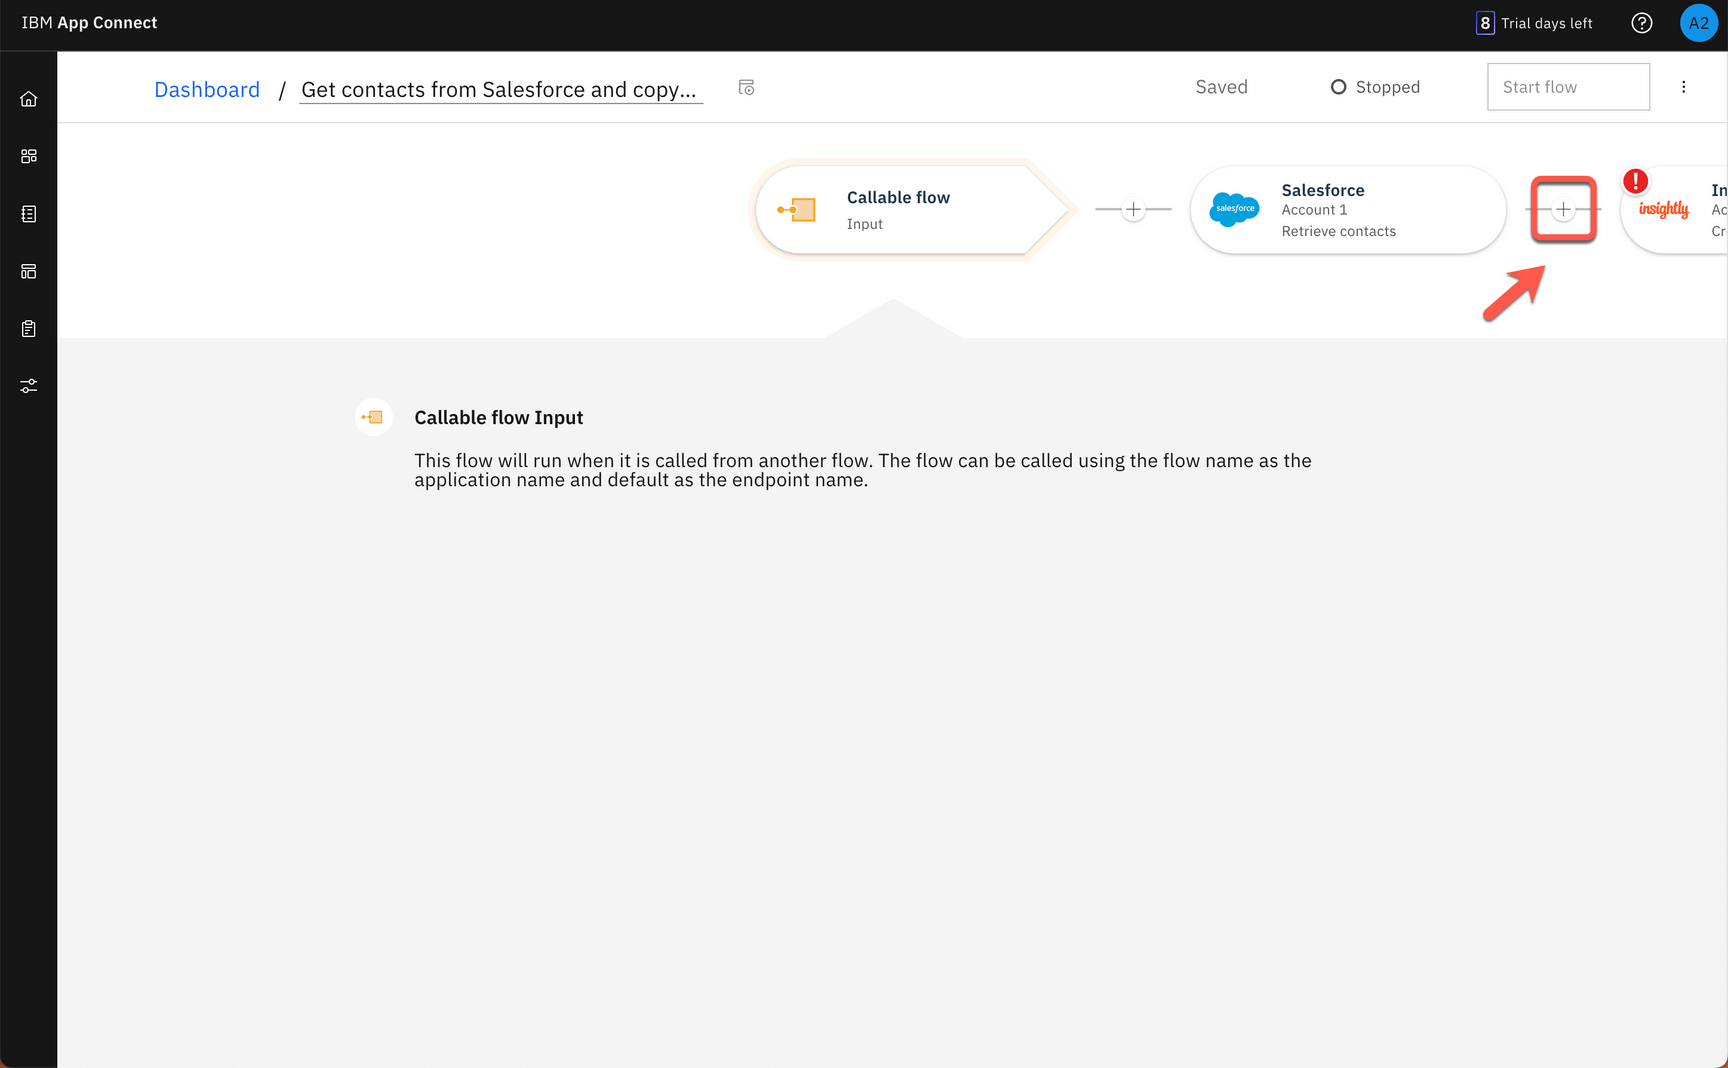 IBM App Connect
8 Trial days left
A2
Dashboard / Get contacts from Salesforce and copy...
Saved
Stopped
Start flow
Callable flow
Input
salesforce
Salesforce
Account 1
Retrieve contacts
!
insightly
In
Ac
Cr
Callable flow Input
This flow will run when it is called from another flow. The flow can be called using the flow name as the
application name and default as the endpoint name.